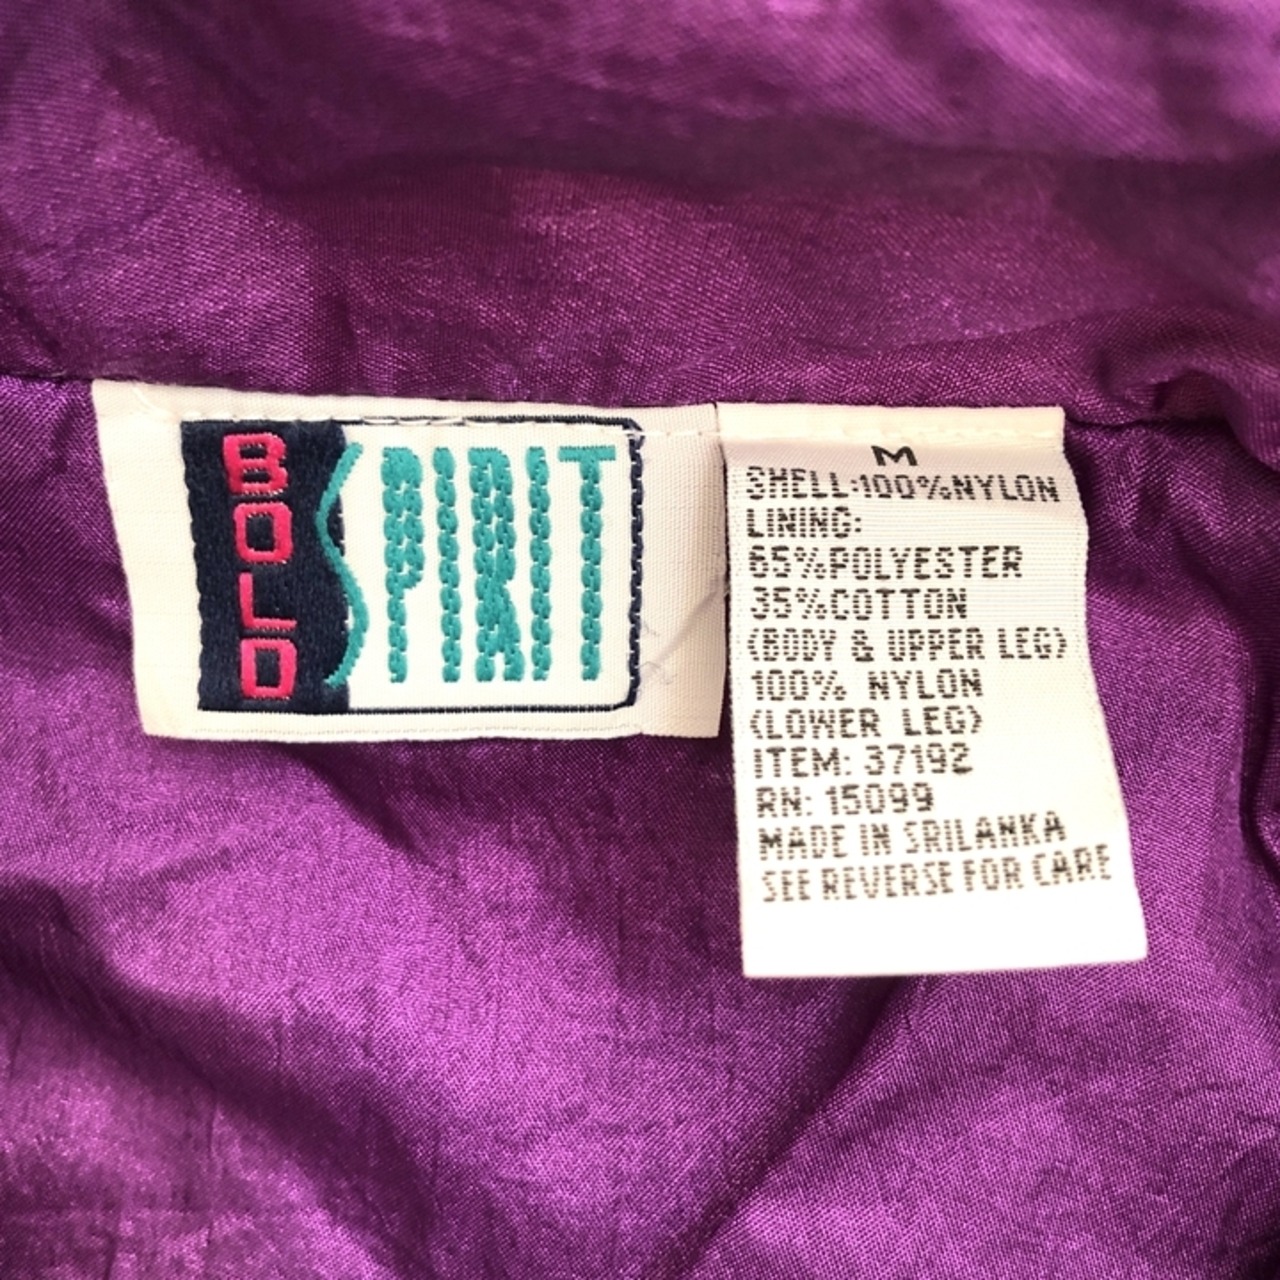 BOLD
SPIRIT
M
SHELL:100%NYLON
LINING:
65%POLYESTER
35%COTTON
(BODY & UPPER LEG)
100% NYLON
(LOWER LEG)
ITEM: 37192
RN: 15099
MADE IN SRILANKA
SEE REVERSE FOR CARE